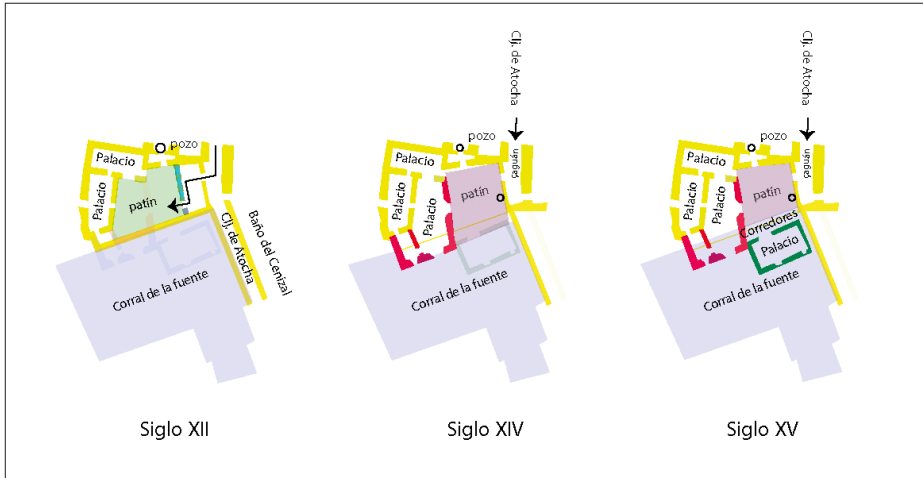 pozo
Palacio
Palacio
patín
Clj. de Atocha
Baño del Cenizal
Corral de la fuente
Siglo XII
Clj. de Atocha
pozo
Palacio
zaguán
Palacio
Palacio
patín
Corral de la fuente
Siglo XIV
Clj. de Atocha
pozo
Palacio
zaguán
Palacio
Palacio
patín
Corredores
Palacio
Corral de la fuente
Siglo XV